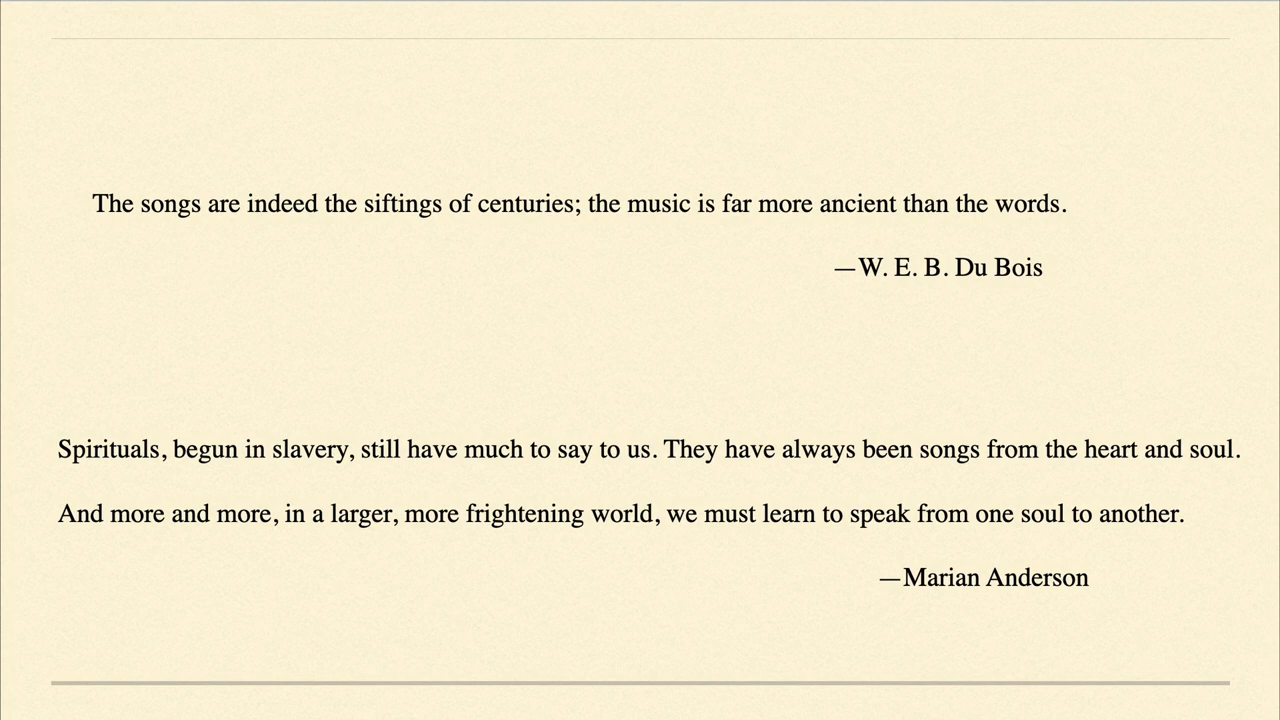 The songs are indeed the siftings of centuries; the music is far more ancient than the words.
—W. E. B. Du Bois
Spirituals, begun in slavery, still have much to say to us. They have always been songs from the heart and soul.
And more and more, in a larger, more frightening world, we must learn to speak from one soul to another.
—Marian Anderson